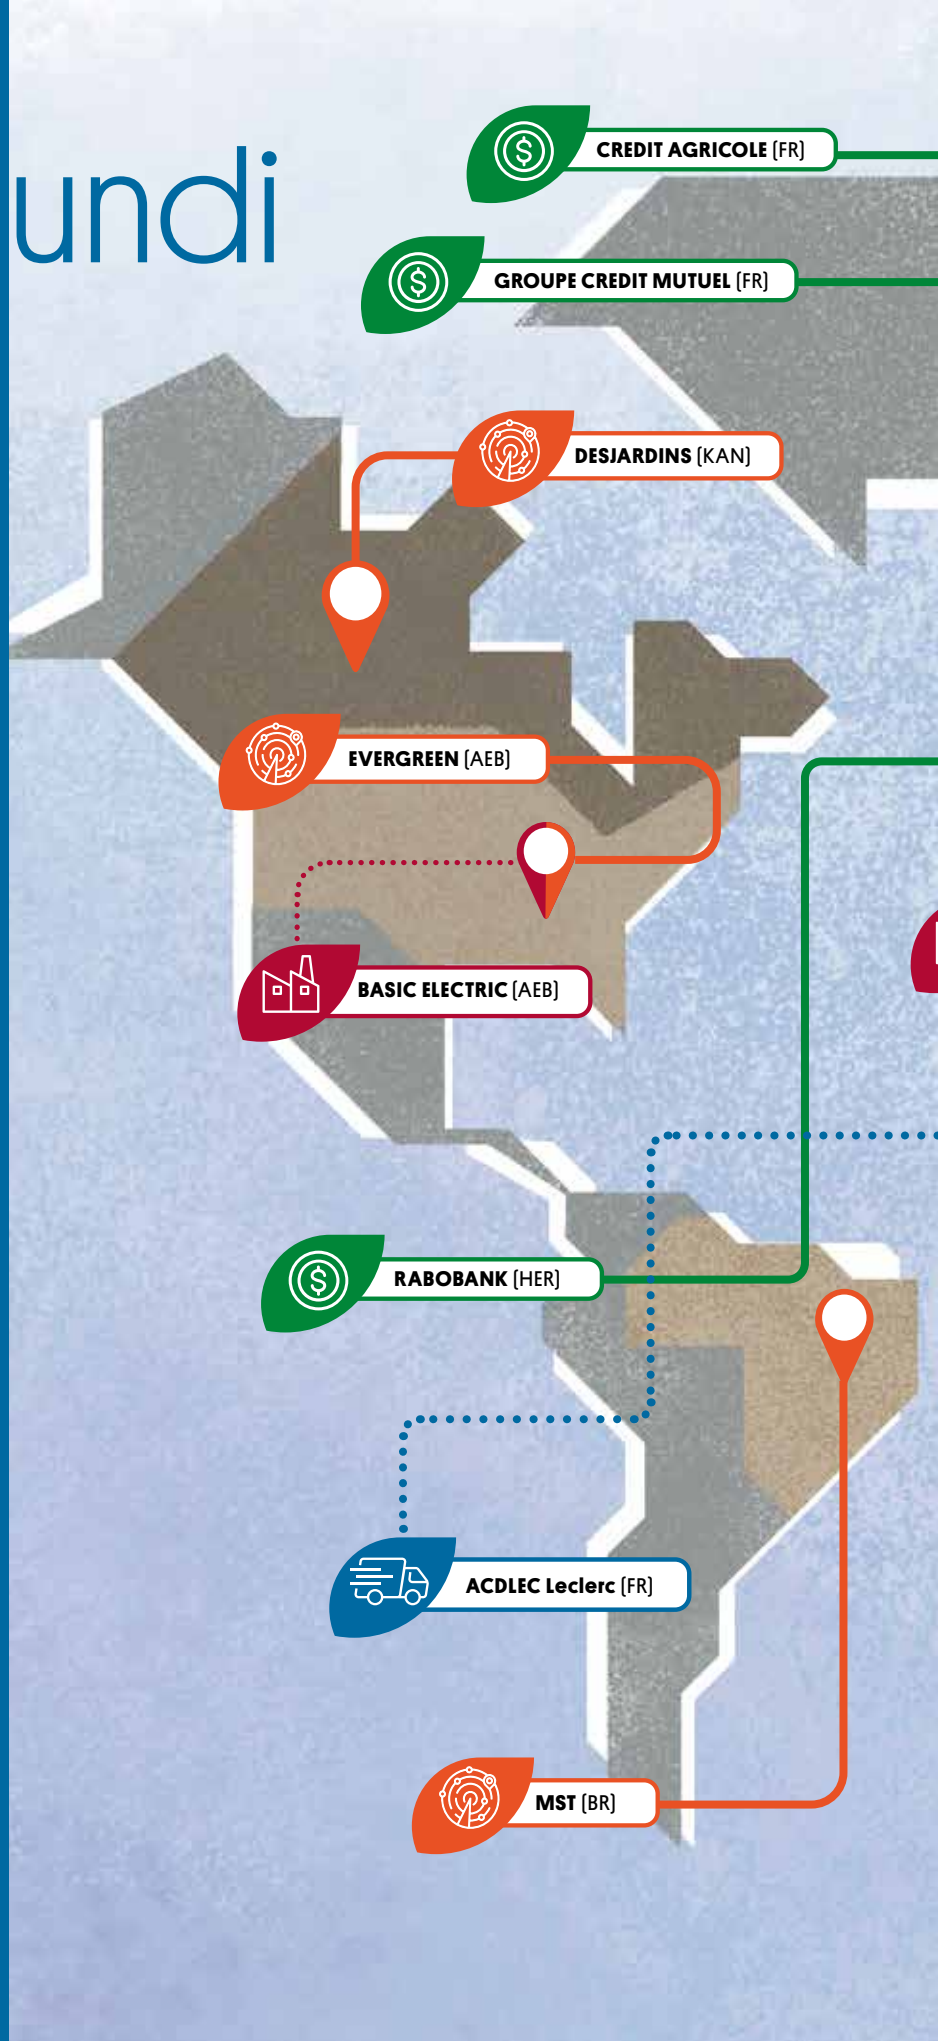 undi
CREDIT AGRICOLE (FR)
GROUPE CREDIT MUTUEL (FR)
DESJARDINS (KAN)
EVERGREEN (AEB)
BASIC ELECTRIC (AEB)
RABOBANK (HER)
ACDLEC Leclerc (FR)
MST (BR)